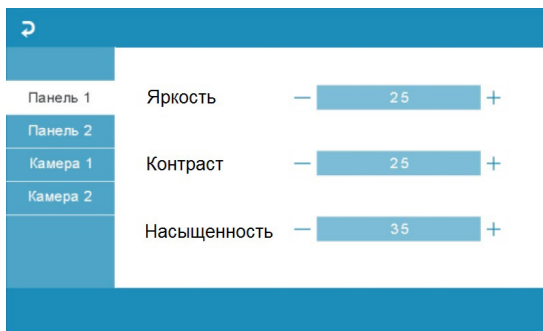 Панель 1
Панель 2
Камера 1
Камера 2
Яркость — 25 +
Контраст — 25 +
Насыщенность — 35 +